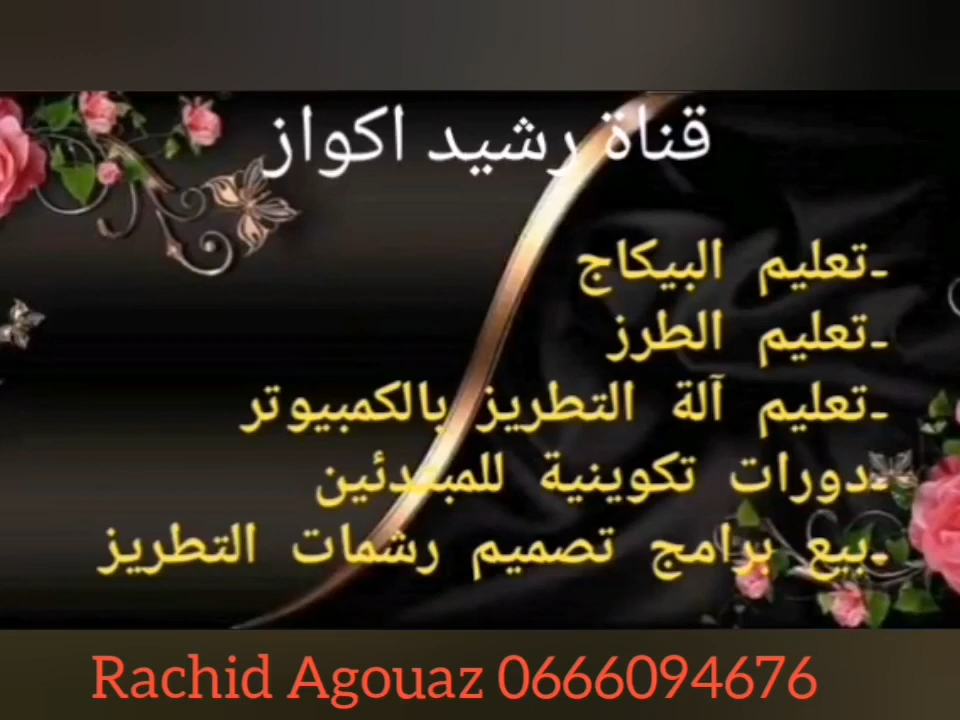 قناة رشيد اكواز
-تعليم البيكاج
-تعليم الطرز
-تعليم آلة التطريز بالكمبيوتر
-دورات تكوينية للمبتدئين
-بيع برامج تصميم رشمات التطريز
Rachid Agouaz 0666094676